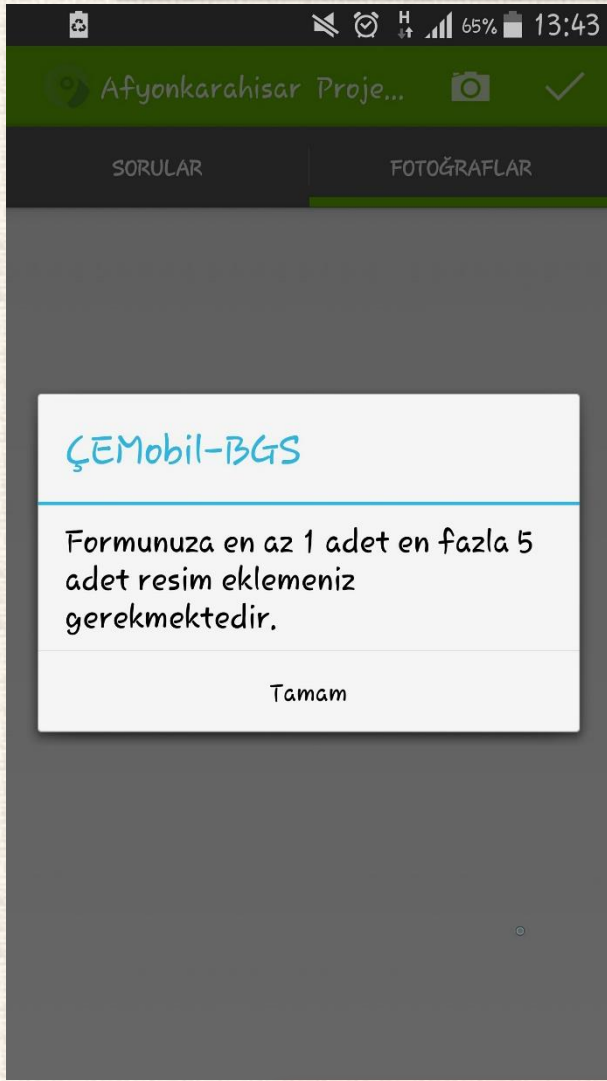 H 65% 13:43
Afyonkarahisar Proje...
SORULAR FOTOĞRAFLAR
ÇEMobil-BGS
Formunuza en az 1 adet en fazla 5
adet resim eklemeniz
gerekmektedir.
Tamam